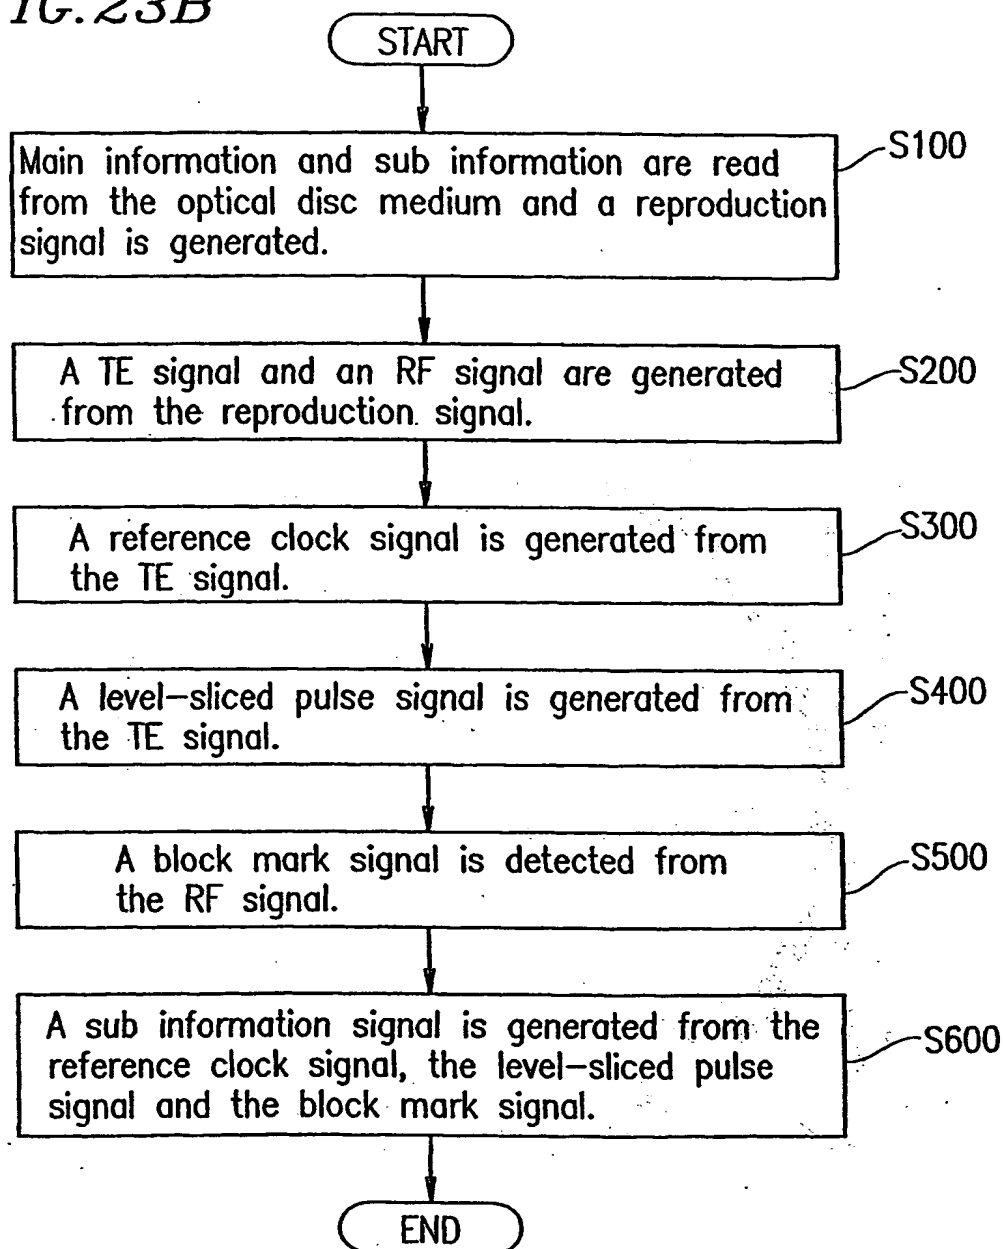 IG. 23B
START
Main information and sub information are read
from the optical disc medium and a reproduction
signal is generated.
S100
A TE signal and an RF signal are generated
from the reproduction signal.
S200
A reference clock signal is generated from
the TE signal.
S300
A level-sliced pulse signal is generated from
the TE signal.
S400
A block mark signal is detected from
the RF signal.
S500
A sub information signal is generated from the
reference clock signal, the level-sliced pulse
signal and the block mark signal.
S600
END